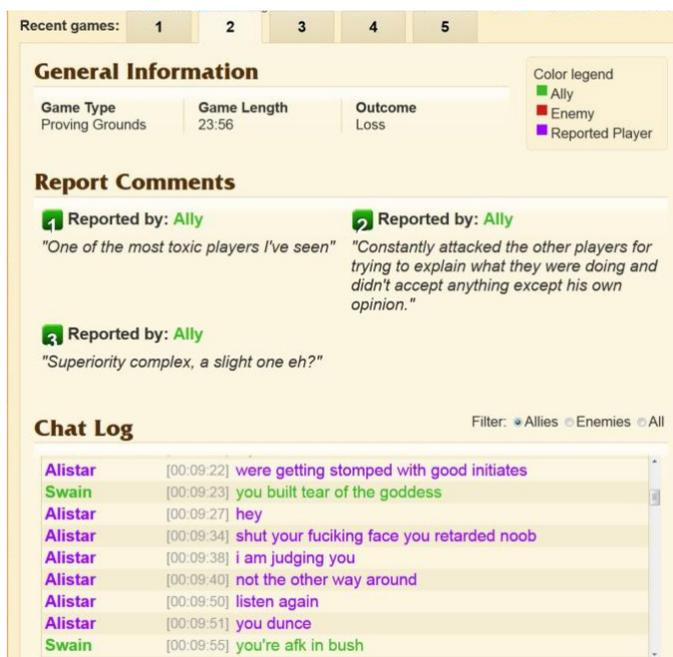 Recent games: 1 2 3 4 5
General Information
Color legend
Ally
Enemy
Reported Player
Game Type Game Length Outcome
Proving Grounds 23:56 Loss
Report Comments
1 Reported by: Ally
"One of the most toxic players I've seen"
2 Reported by: Ally
"Constantly attacked the other players for
trying to explain what they were doing and
didn't accept anything except his own
opinion."
3 Reported by: Ally
"Superiority complex, a slight one eh?"
Chat Log
Filter: Allies Enemies All
Alistar [00:09:22] were getting stomped with good initiates
Swain [00:09:23] you built tear of the goddess
Alistar [00:09:27] hey
Alistar [00:09:34] shut your fuciking face you retarded noob
Alistar [00:09:38] i am judging you
Alistar [00:09:40] not the other way around
Alistar [00:09:50] listen again
Alistar [00:09:51] you dunce
Swain [00:09:55] you're afk in bush